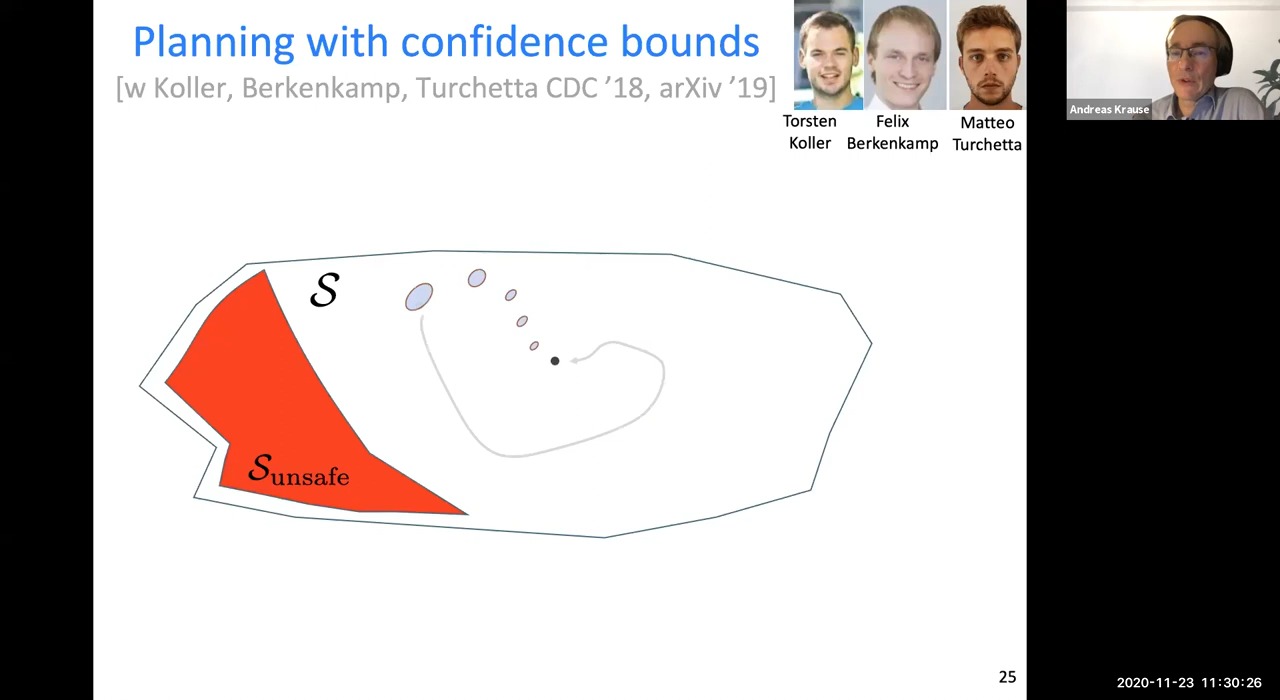 Planning with confidence bounds
[w Koller, Berkenkamp, Turchetta CDC ’18, arXiv ’19]
Torsten
Koller
Felix
Berkenkamp
Matteo
Turchetta
Andreas Krause
𝒮
𝒮unsafe
25
2020-11-23 11:30:26